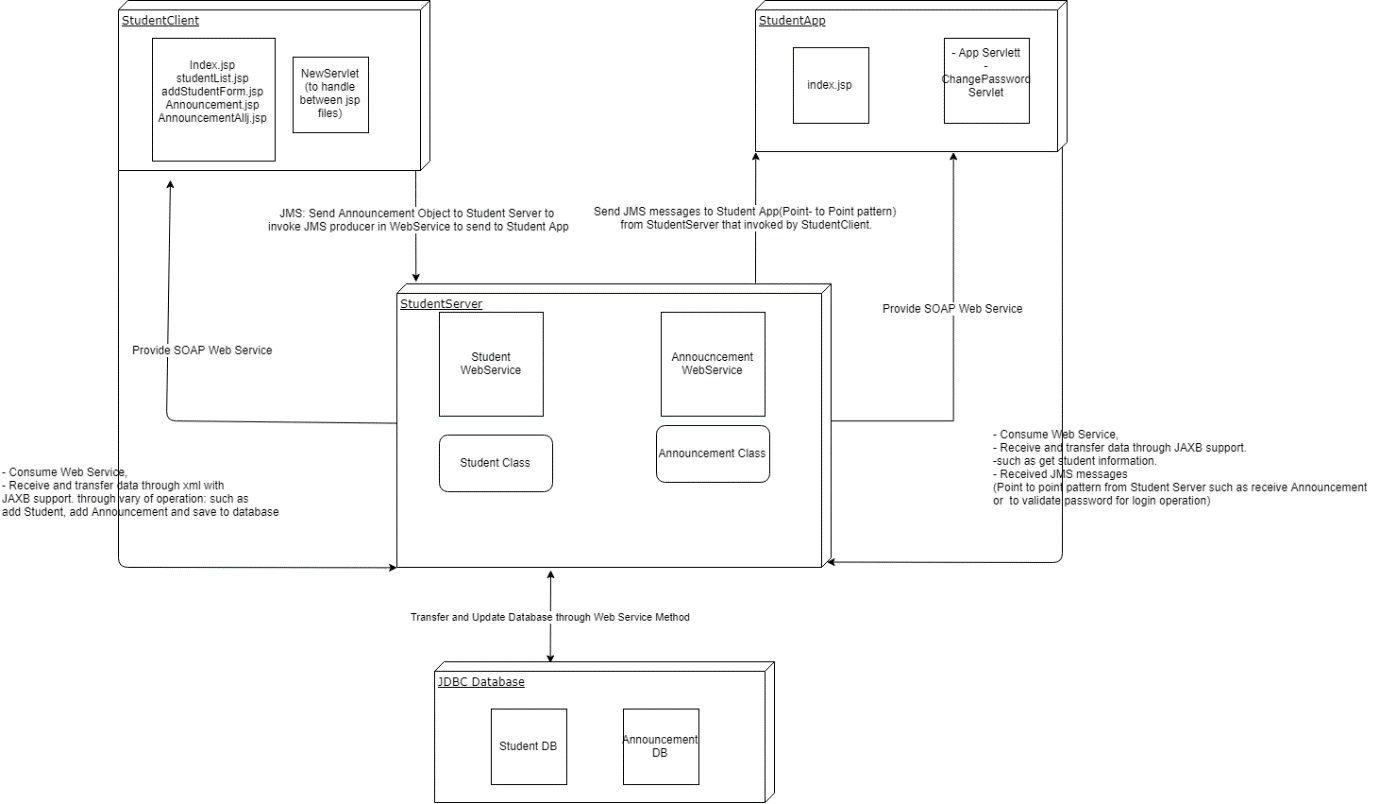 StudentClient
Index.jsp
studentList.jsp
addStudentForm.jsp
Announcement.jsp
AnnouncementAllj.jsp
NewServlet
(to handle
between jsp
files)
StudentApp
index.jsp
- App Servlett
-
ChangePassword
Servlet
JMS: Send Announcement Object to Student Server to
invoke JMS producer in WebService to send to Student App
Send JMS messages to Student App(Point- to Point pattern)
from StudentServer that invoked by StudentClient.
Provide SOAP Web Service
Provide SOAP Web Service
StudentServer
Student
WebService
Annoucncement
WebService
Student Class
Announcement Class
- Consume Web Service,
- Receive and transfer data through xml with
JAXB support. through vary of operation: such as
add Student, add Announcement and save to database
- Consume Web Service,
- Receive and transfer data through JAXB support.
-such as get student information.
- Received JMS messages
(Point to point pattern from Student Server such as receive Announcement
or to validate password for login operation)
Transfer and Update Database through Web Service Method
JDBC Database
Student DB
Announcement
DB